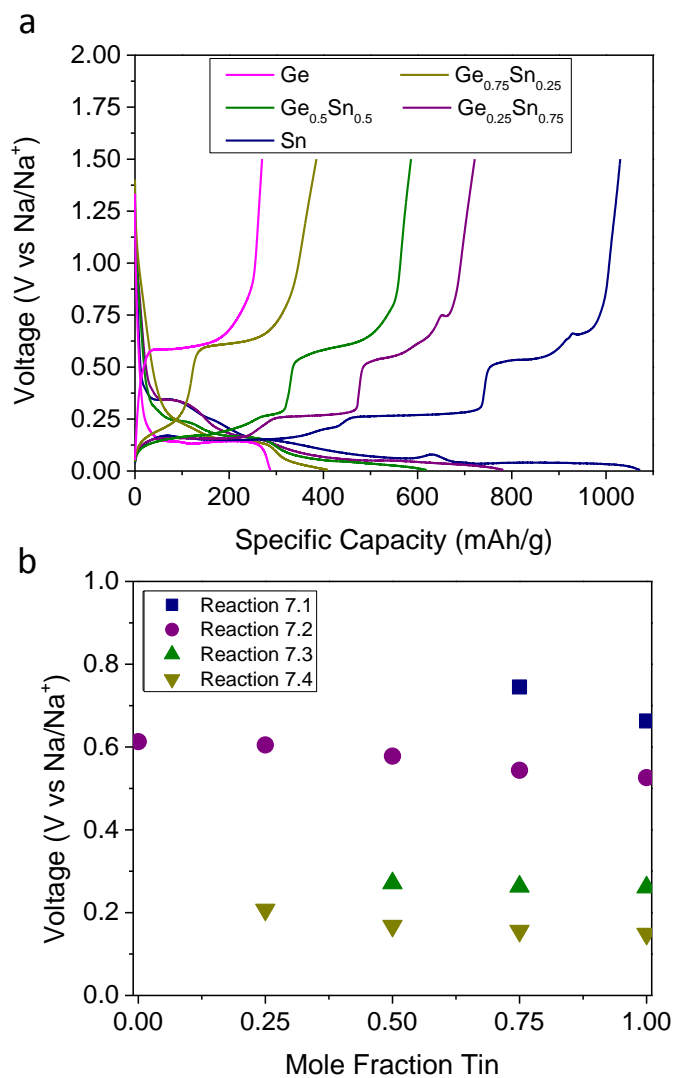 a
2.00
1.75
1.50
1.25
1.00
0.75
0.50
0.25
0.00
Voltage (V vs Na/Na⁺)
Ge
Ge₀.₇₅Sn₀.₂₅
Ge₀.₅Sn₀.₅
Ge₀.₂₅Sn₀.₇₅
Sn
0 200 400 600 800 1000
Specific Capacity (mAh/g)
b
1.0
0.8
0.6
0.4
0.2
0.0
Voltage (V vs Na/Na⁺)
Reaction 7.1
Reaction 7.2
Reaction 7.3
Reaction 7.4
0.00 0.25 0.50 0.75 1.00
Mole Fraction Tin